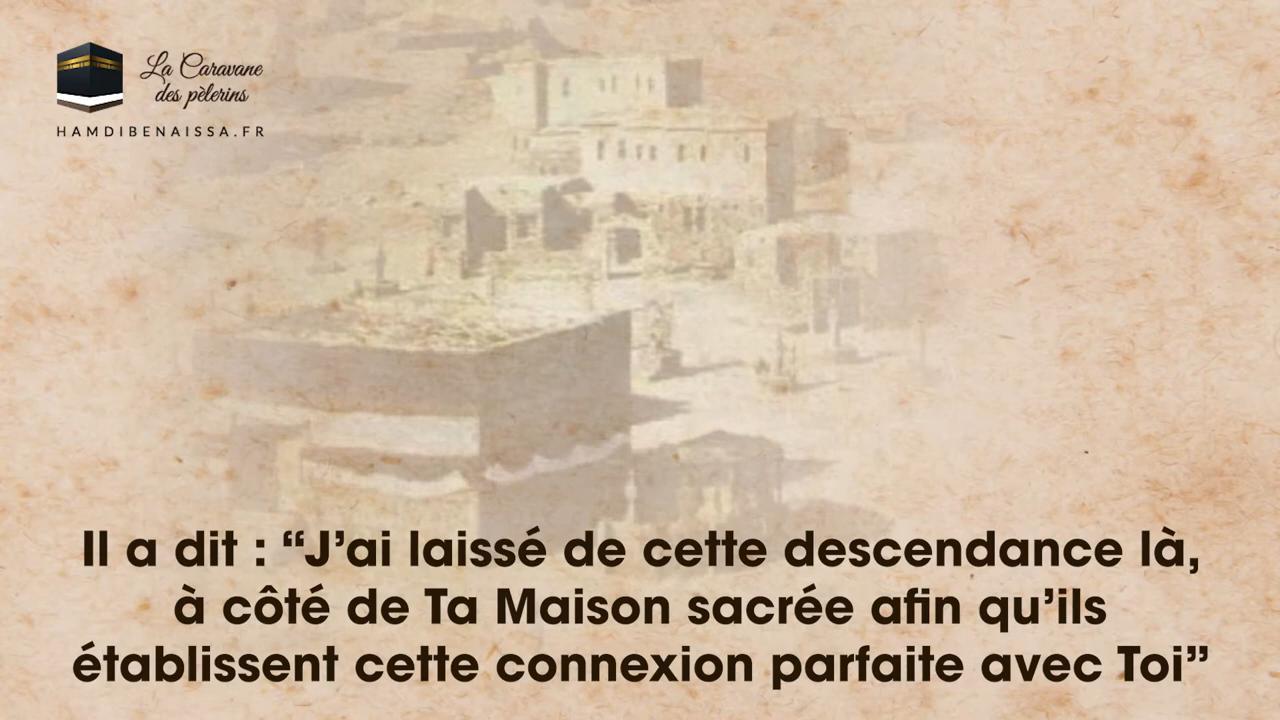 La Caravane
des pèlerins
HAMDIBENAISSA.FR
Il a dit : “J’ai laissé de cette descendance là,
à côté de Ta Maison sacrée afin qu’ils
établissent cette connexion parfaite avec Toi”